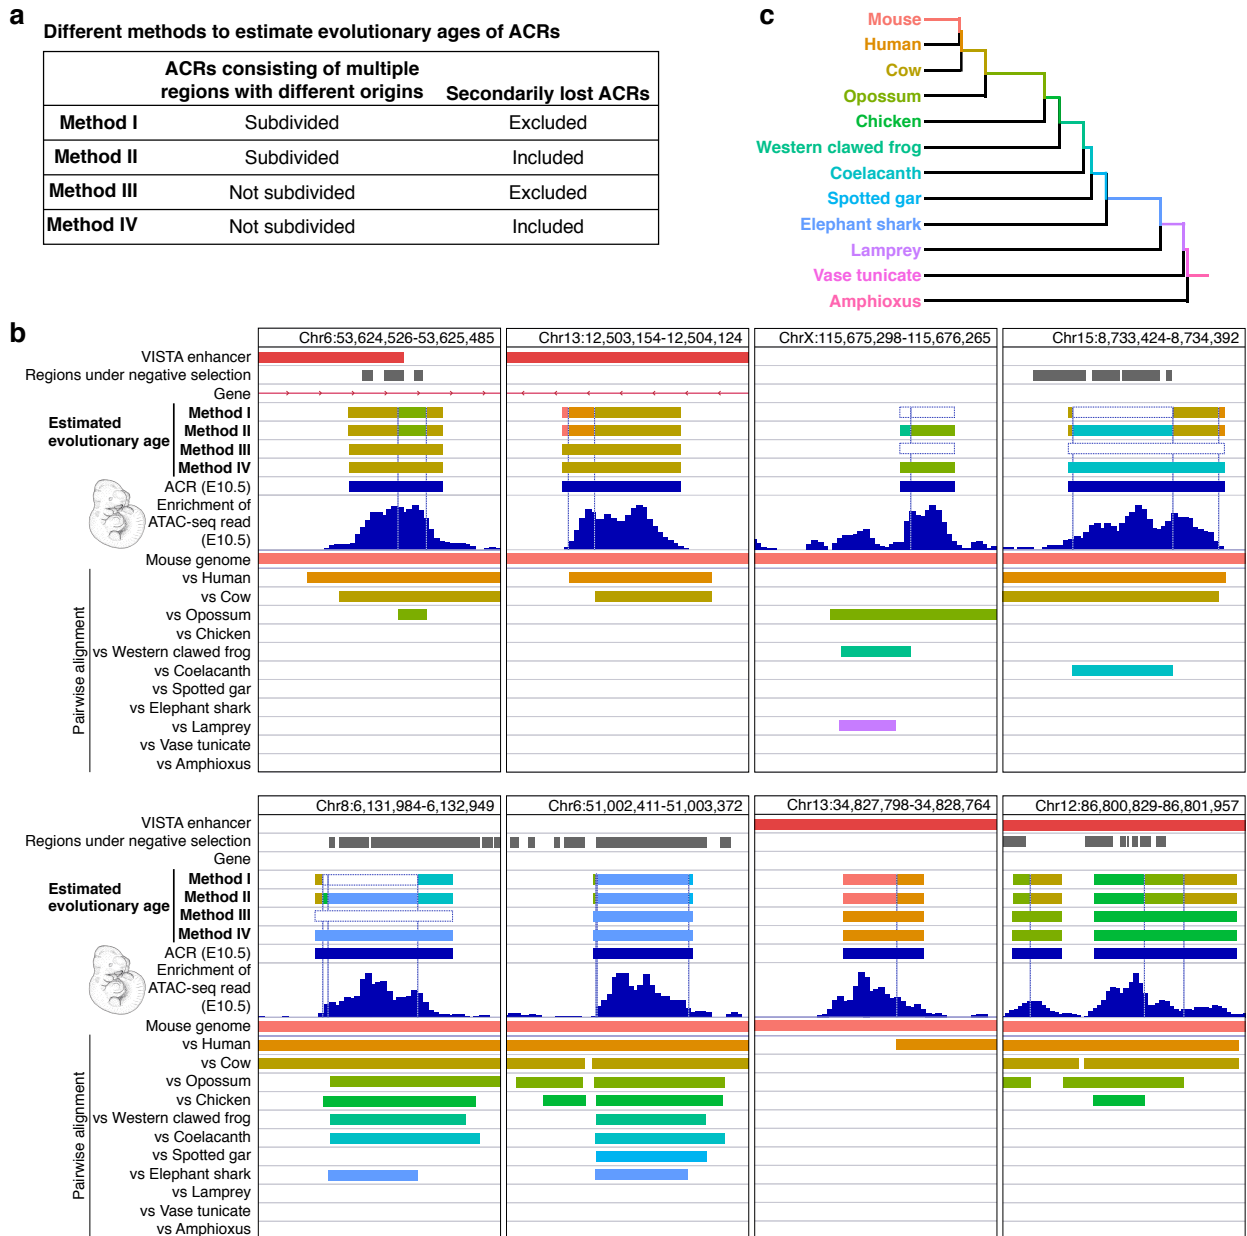 a
Different methods to estimate evolutionary ages of ACRs
ACRs consisting of multiple
regions with different origins
Secondarily lost ACRs
Method I Subdivided Excluded
Method II Subdivided Included
Method III Not subdivided Excluded
Method IV Not subdivided Included
c
Mouse
Human
Cow
Opossum
Chicken
Western clawed frog
Coelacanth
Spotted gar
Elephant shark
Lamprey
Vase tunicate
Amphioxus
b
Chr6:53,624,526-53,625,485 Chr13:12,503,154-12,504,124 ChrX:115,675,298-115,676,265 Chr15:8,733,424-8,734,392
VISTA enhancer
Regions under negative selection
Gene
Estimated
evolutionary age
Method I
Method II
Method III
Method IV
ACR (E10.5)
Enrichment of
ATAC-seq read
(E10.5)
Mouse genome
Pairwise alignment
vs Human
vs Cow
vs Opossum
vs Chicken
vs Western clawed frog
vs Coelacanth
vs Spotted gar
vs Elephant shark
vs Lamprey
vs Vase tunicate
vs Amphioxus
Chr8:6,131,984-6,132,949 Chr6:51,002,411-51,003,372 Chr13:34,827,798-34,828,764 Chr12:86,800,829-86,801,957
VISTA enhancer
Regions under negative selection
Gene
Estimated
evolutionary age
Method I
Method II
Method III
Method IV
ACR (E10.5)
Enrichment of
ATAC-seq read
(E10.5)
Mouse genome
Pairwise alignment
vs Human
vs Cow
vs Opossum
vs Chicken
vs Western clawed frog
vs Coelacanth
vs Spotted gar
vs Elephant shark
vs Lamprey
vs Vase tunicate
vs Amphioxus